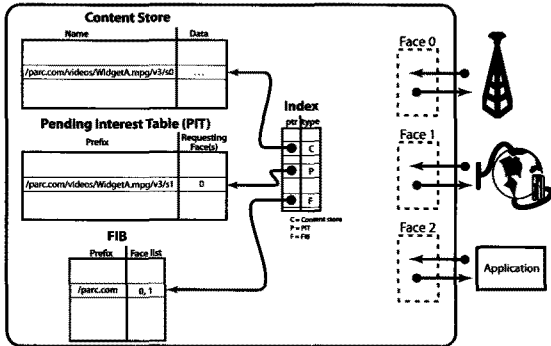 Content Store
Name Data
/parc.com/videos/WidgetA.mpg/v3/s0 ...
Pending Interest Table (PIT)
Prefix Requesting Face(s)
/parc.com/videos/WidgetA.mpg/v3/s1 0
FIB
Prefix Face list
/parc.com 0, 1
Index
ptr type
C
P
F
C = Content store
P = PIT
F = FIB
Face 0
Face 1
Face 2
Application